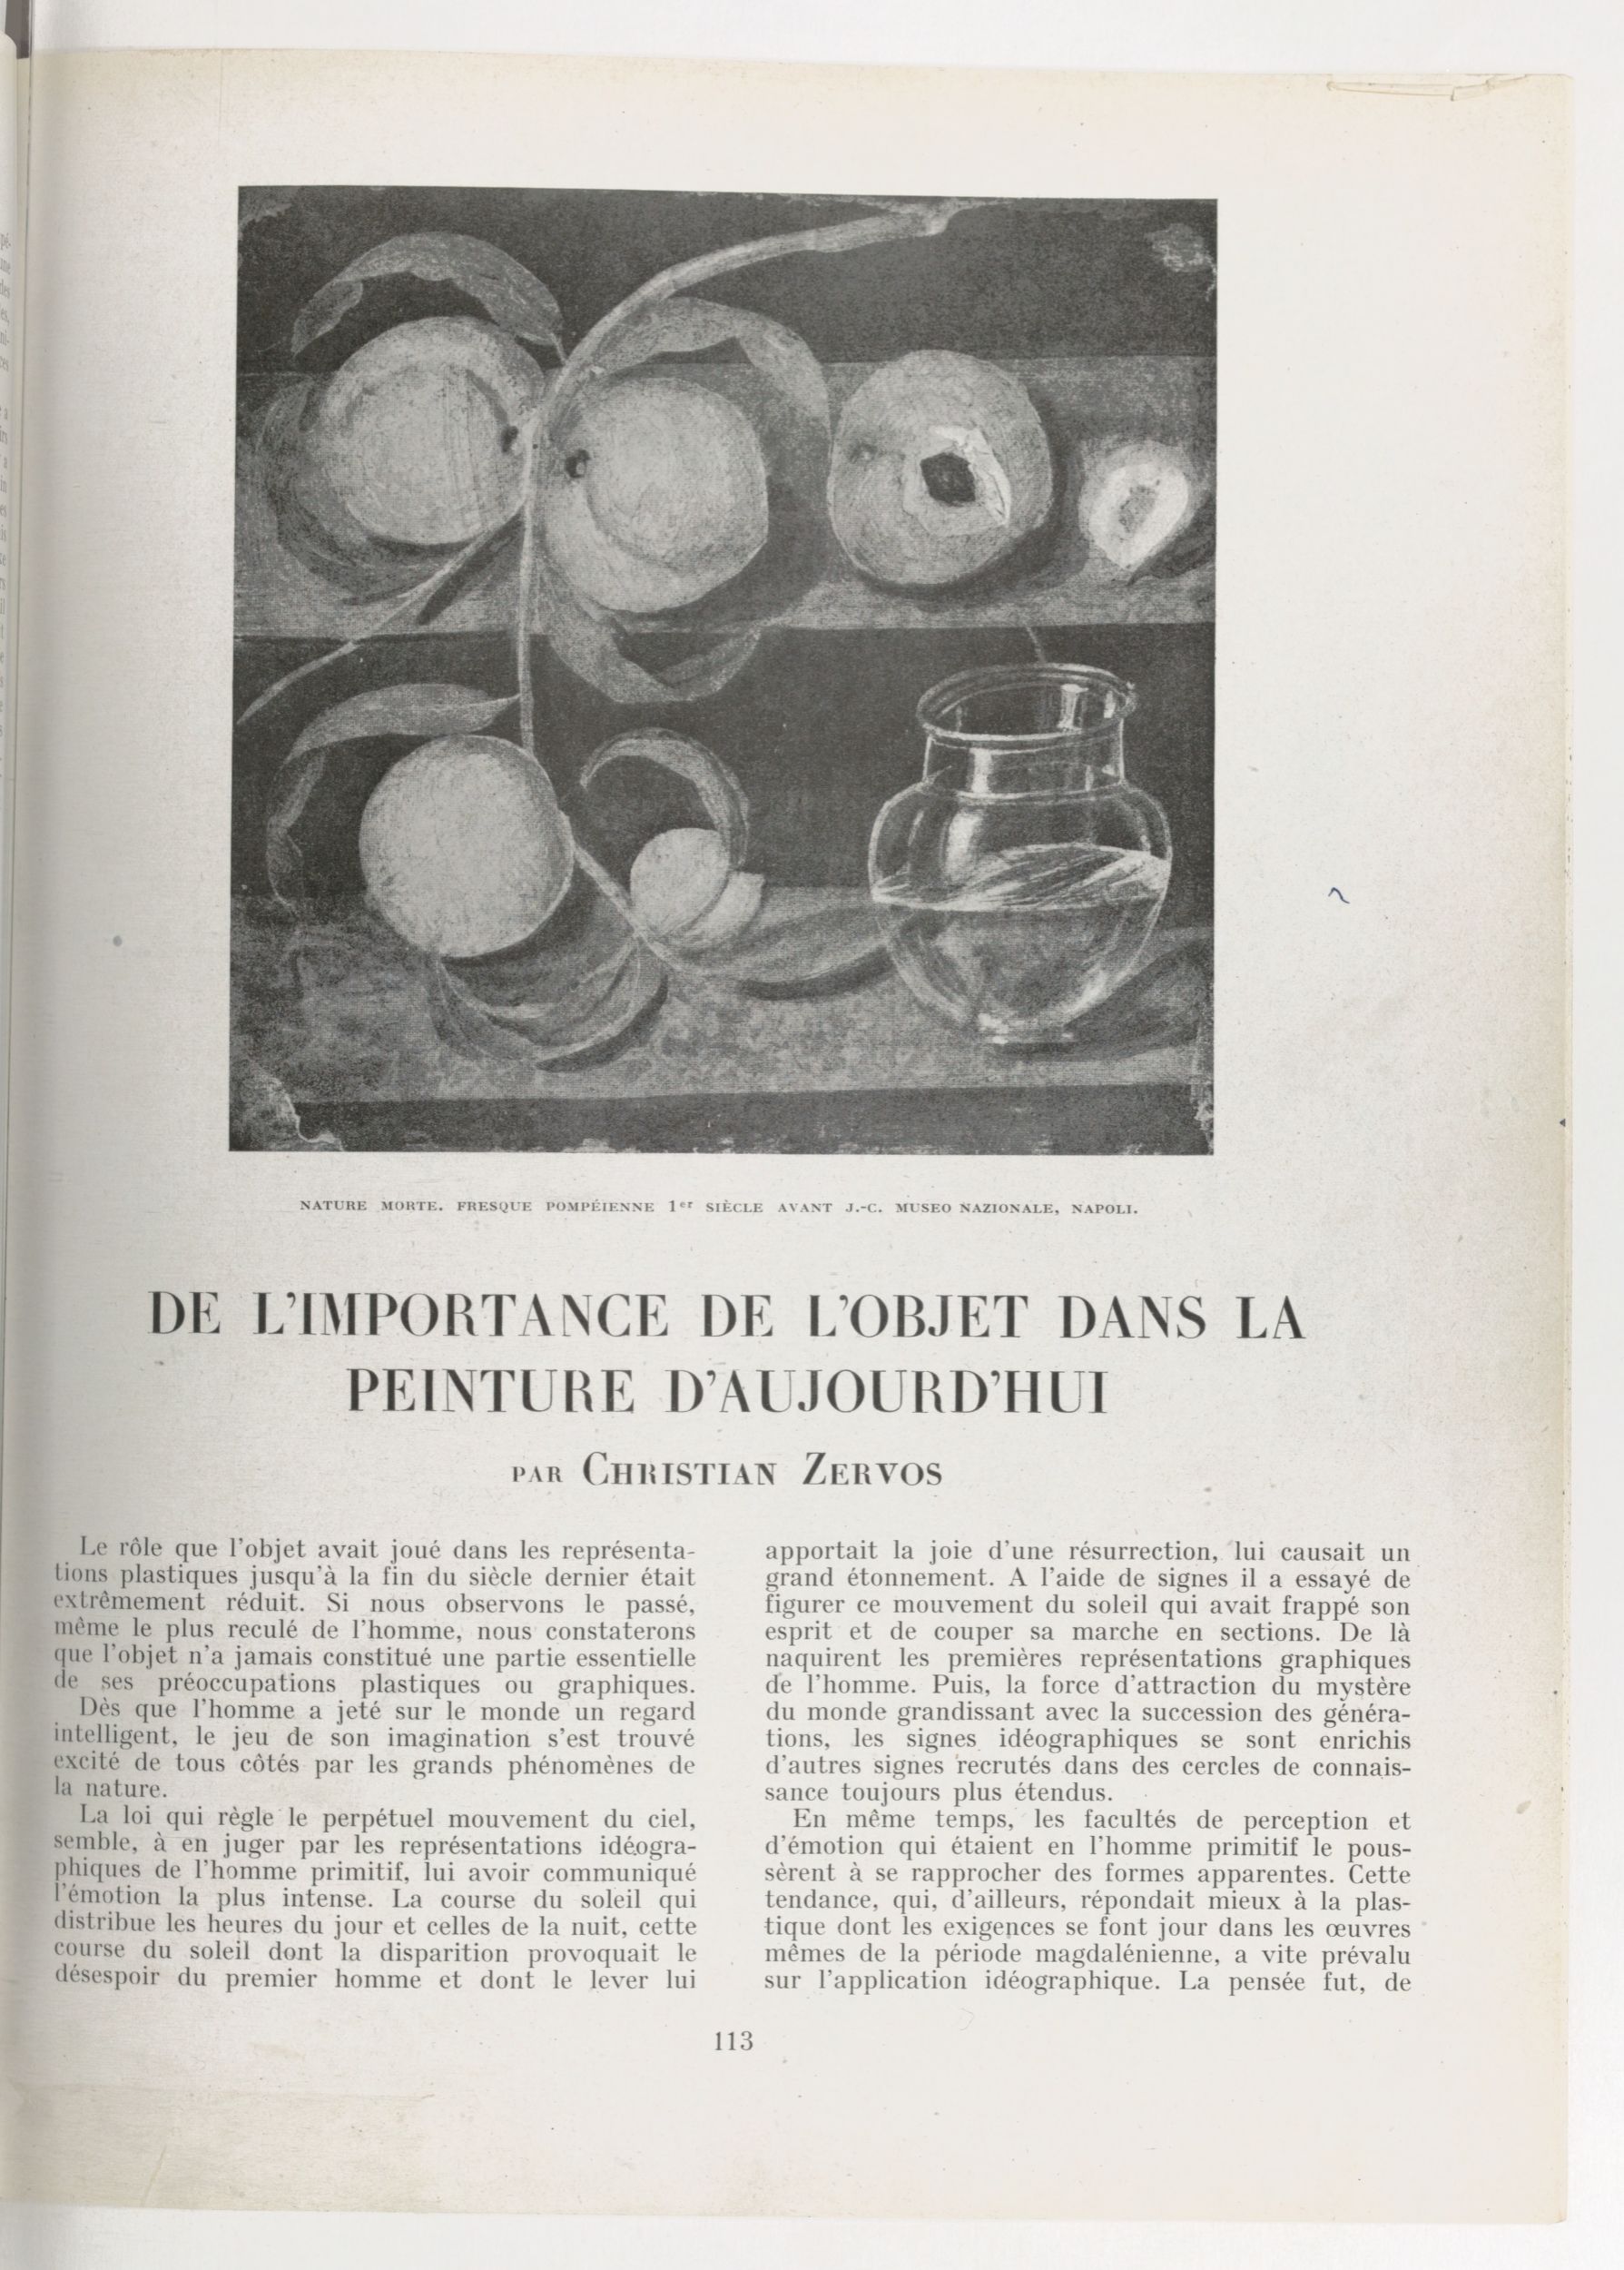 NATURE MORTE. FRESQUE POMPÉIENNE 1er SIÈCLE AVANT J.-C. MUSEO NAZIONALE, NAPOLI.
DE L'IMPORTANCE DE L'OBJET DANS LA
PEINTURE D'AUJOURD'HUI
PAR CHRISTIAN ZERVOS
Le rôle que l'objet avait joué dans les représenta-
tions plastiques jusqu'à la fin du siècle dernier était
extrêmement réduit. Si nous observons le passé,
même le plus reculé de l'homme, nous constaterons
que l'objet n'a jamais constitué une partie essentielle
de ses préoccupations plastiques ou graphiques.
Dès que l'homme a jeté sur le monde un regard
intelligent, le jeu de son imagination s'est trouvé
excité de tous côtés par les grands phénomènes de
la nature.
La loi qui règle le perpétuel mouvement du ciel,
semble, à en juger par les représentations idéogra-
phiques de l'homme primitif, lui avoir communiqué
l'émotion la plus intense. La course du soleil qui
distribue les heures du jour et celles de la nuit, cette
course du soleil dont la disparition provoquait le
désespoir du premier homme et dont le lever lui
apportait la joie d'une résurrection, lui causait un
grand étonnement. A l'aide de signes il a essayé de
figurer ce mouvement du soleil qui avait frappé son
esprit et de couper sa marche en sections. De là
naquirent les premières représentations graphiques
de l'homme. Puis, la force d'attraction du mystère
du monde grandissant avec la succession des généra-
tions, les signes idéographiques se sont enrichis
d'autres signes recrutés dans des cercles de connais-
sance toujours plus étendus.
En même temps, les facultés de perception et
d'émotion qui étaient en l'homme primitif le pous-
sèrent à se rapprocher des formes apparentes. Cette
tendance, qui, d'ailleurs, répondait mieux à la plas-
tique dont les exigences se font jour dans les œuvres
mêmes de la période magdalénienne, a vite prévalu
sur l'application idéographique. La pensée fut, de
113